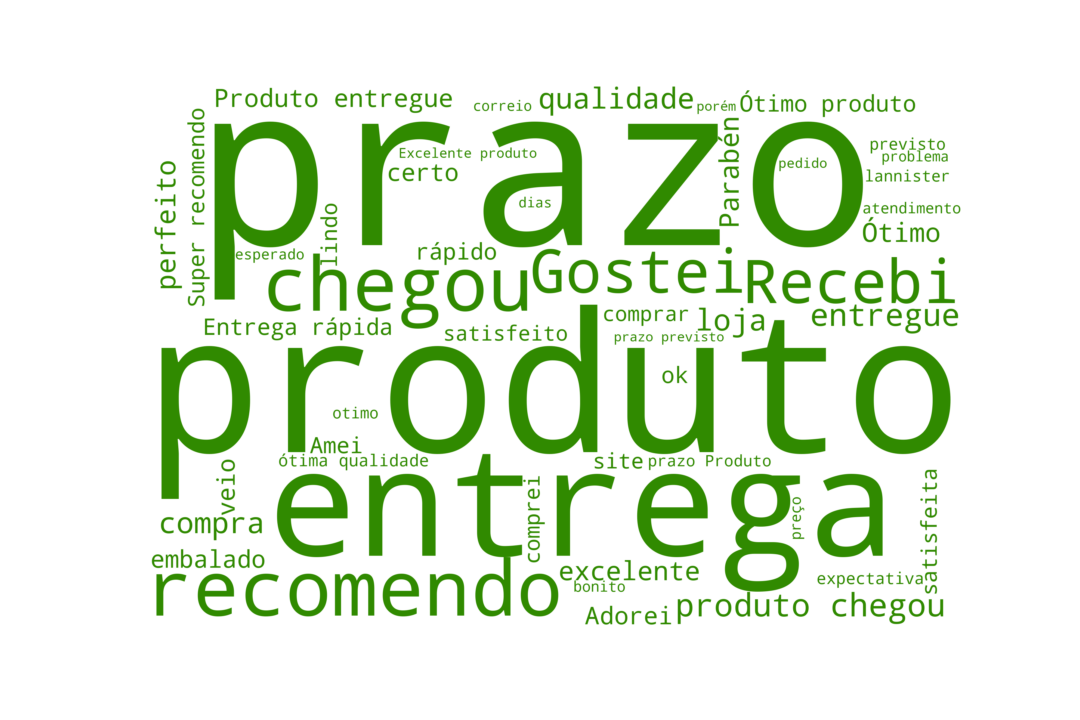 Produto entregue
correio
qualidade
porém
Ótimo produto
prazo
Super recomendo
perfeito
Excelente produto
certo
dias
Parabén
pedido
previsto
problema
lannister
atendimento
Ótimo
lindo
esperado
rápido
chegou
Gostei
Recebi
Entrega rápida
satisfeito
comprar
loja
entregue
prazo previsto
produto
ok
otimo
Amei
ótima qualidade
site
prazo Produto
veio
entrega
comprei
preço
satisfeita
compra
embalado
recomendo
excelente
bonito
expectativa
Adorei
produto chegou